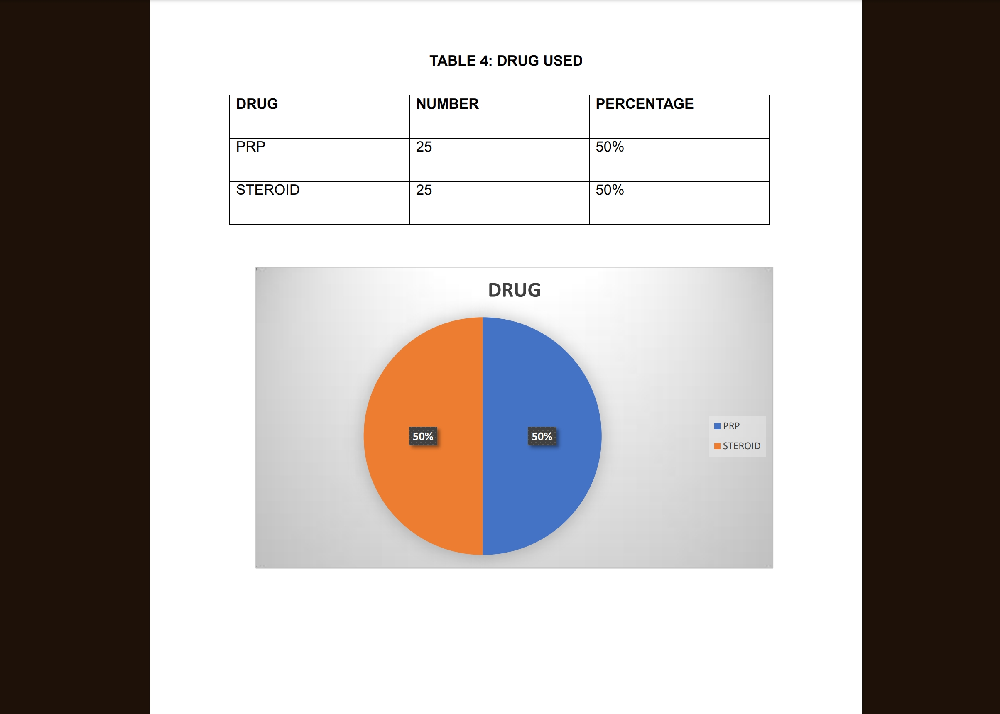 TABLE 4: DRUG USED
DRUG NUMBER PERCENTAGE
PRP 25 50%
STEROID 25 50%
DRUG
50% 50%
PRP
STEROID